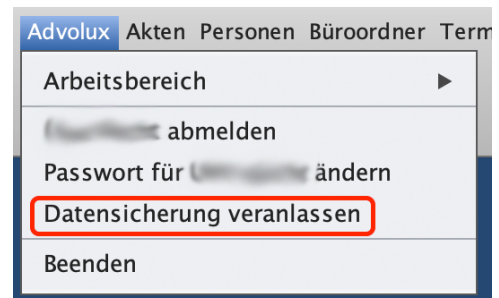 Advolux Akten Personen Büroordner Term
Arbeitsbereich
abmelden
Passwort für ändern
Datensicherung veranlassen
Beenden